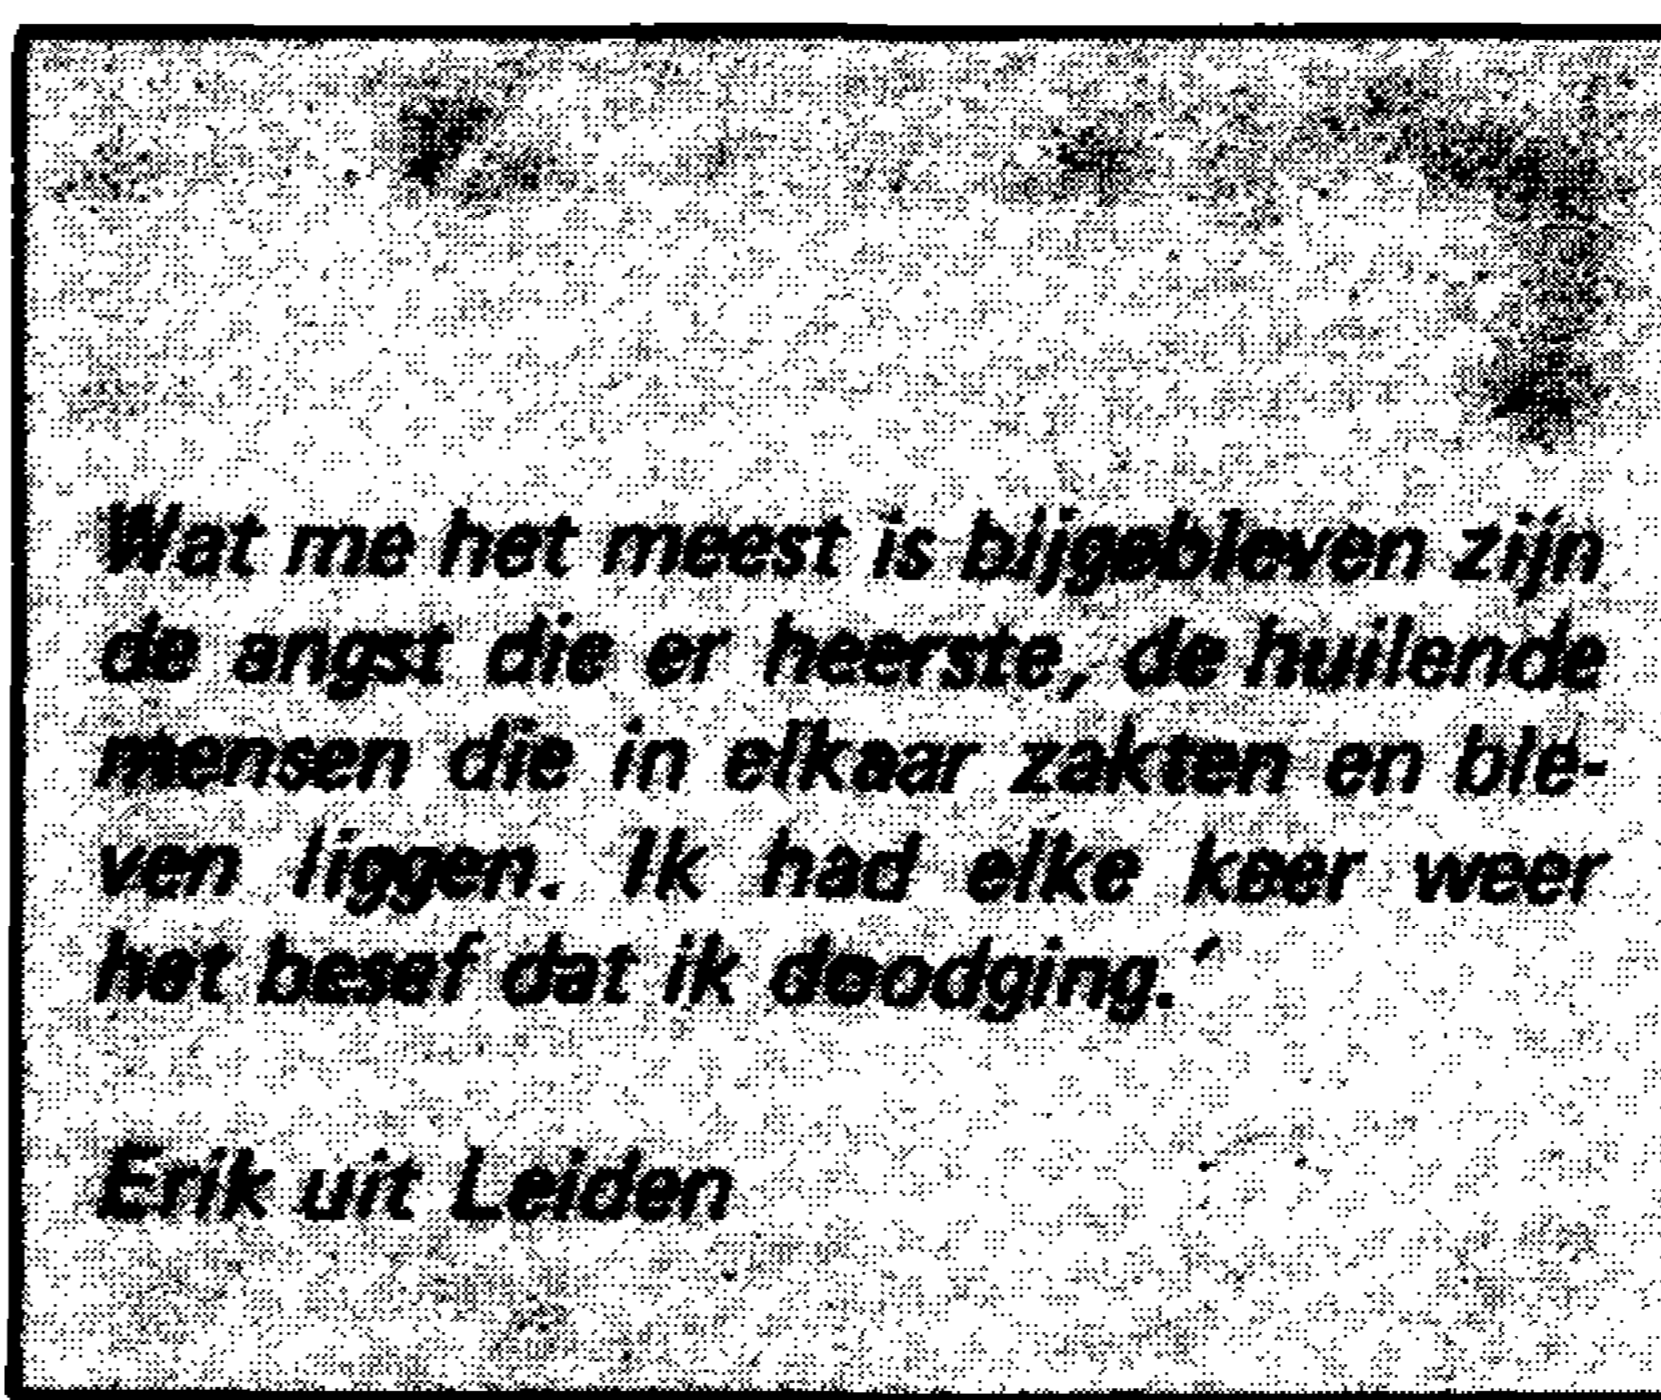 Wat me het meest is bijgebleven zijn
de angst die er heerste, de huilende
mensen die in elkaar zakten en ble-
ven liggen. Ik had elke keer weer
het besef dat ik doodging.’
Erik uit Leiden